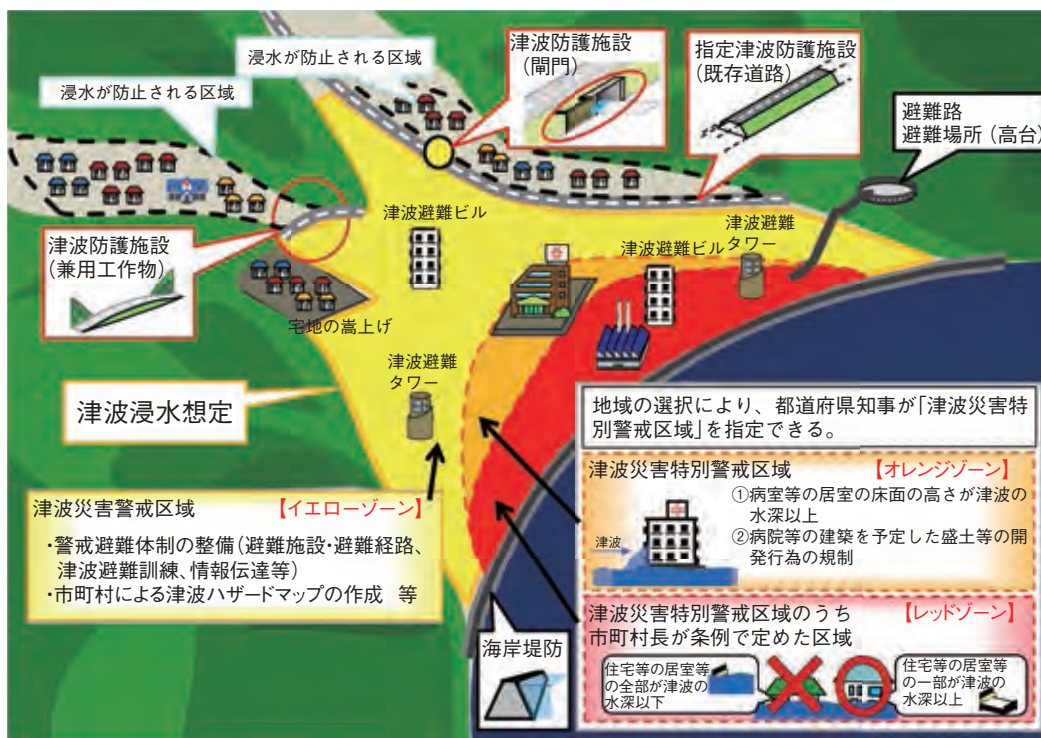 浸水が防止される区域
浸水が防止される区域
津波防護施設
(閘門)
指定津波防護施設
(既存道路)
避難路
避難場所(高台)
津波防護施設
(兼用工作物)
津波避難ビル
津波避難ビル
津波避難
タワー
宅地の嵩上げ
津波避難
タワー
津波浸水想定
津波災害警戒区域 【イエローゾーン】
・警戒避難体制の整備(避難施設・避難経路、
津波避難訓練、情報伝達等)
・市町村による津波ハザードマップの作成 等
海岸堤防
地域の選択により、都道府県知事が「津波災害特
別警戒区域」を指定できる。
津波災害特別警戒区域 【オレンジゾーン】
津波
①病室等の居室の床面の高さが津波の
水深以上
②病院等の建築を予定した盛土等の開
発行為の規制
津波災害特別警戒区域のうち 【レッドゾーン】
市町村長が条例で定めた区域
住宅等の居室等
の全部が津波の
水深以下
住宅等の居室等
の一部が津波の
水深以上